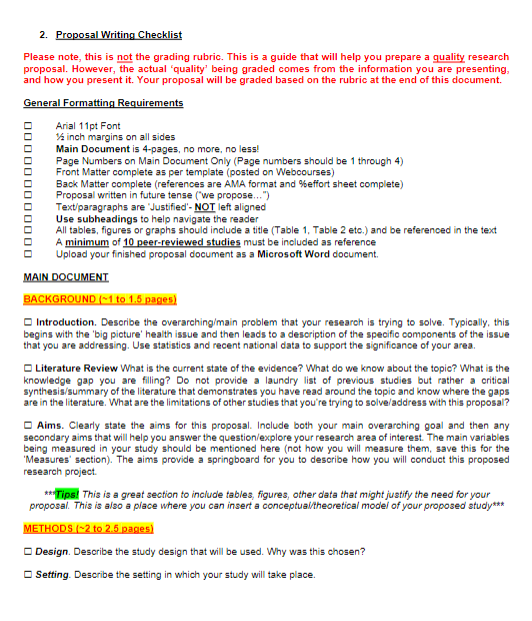 2. Proposal Writing Checklist
Please note, this is not the grading rubric. This is a guide that will help you prepare a quality research
proposal. However, the actual 'quality' being graded comes from the information you are presenting,
and how you present it. Your proposal will be graded based on the rubric at the end of this document.
General Formatting Requirements
☐ Arial 11pt Font
☐ ½ inch margins on all sides
☐ Main Document is 4-pages, no more, no less!
☐ Page Numbers on Main Document Only (Page numbers should be 1 through 4)
☐ Front Matter complete as per template (posted on Webcourses)
☐ Back Matter complete (references are AMA format and %effort sheet complete)
☐ Proposal written in future tense ("we propose...")
☐ Text/paragraphs are 'Justified'- NOT left aligned
☐ Use subheadings to help navigate the reader
☐ All tables, figures or graphs should include a title (Table 1, Table 2 etc.) and be referenced in the text
☐ A minimum of 10 peer-reviewed studies must be included as reference
☐ Upload your finished proposal document as a Microsoft Word document.
MAIN DOCUMENT
BACKGROUND (~1 to 1.5 pages)
☐ Introduction. Describe the overarching/main problem that your research is trying to solve. Typically, this
begins with the 'big picture' health issue and then leads to a description of the specific components of the issue
that you are addressing. Use statistics and recent national data to support the significance of your area.
☐ Literature Review What is the current state of the evidence? What do we know about the topic? What is the
knowledge gap you are filling? Do not provide a laundry list of previous studies but rather a critical
synthesis/summary of the literature that demonstrates you have read around the topic and know where the gaps
are in the literature. What are the limitations of other studies that you're trying to solve/address with this proposal?
☐ Aims. Clearly state the aims for this proposal. Include both your main overarching goal and then any
secondary aims that will help you answer the question/explore your research area of interest. The main variables
being measured in your study should be mentioned here (not how you will measure them, save this for the
'Measures' section). The aims provide a springboard for you to describe how you will conduct this proposed
research project.
***Tips! This is a great section to include tables, figures, other data that might justify the need for your
proposal. This is also a place where you can insert a conceptual/theoretical model of your proposed study***
METHODS (~2 to 2.5 pages)
☐ Design. Describe the study design that will be used. Why was this chosen?
☐ Setting. Describe the setting in which your study will take place.